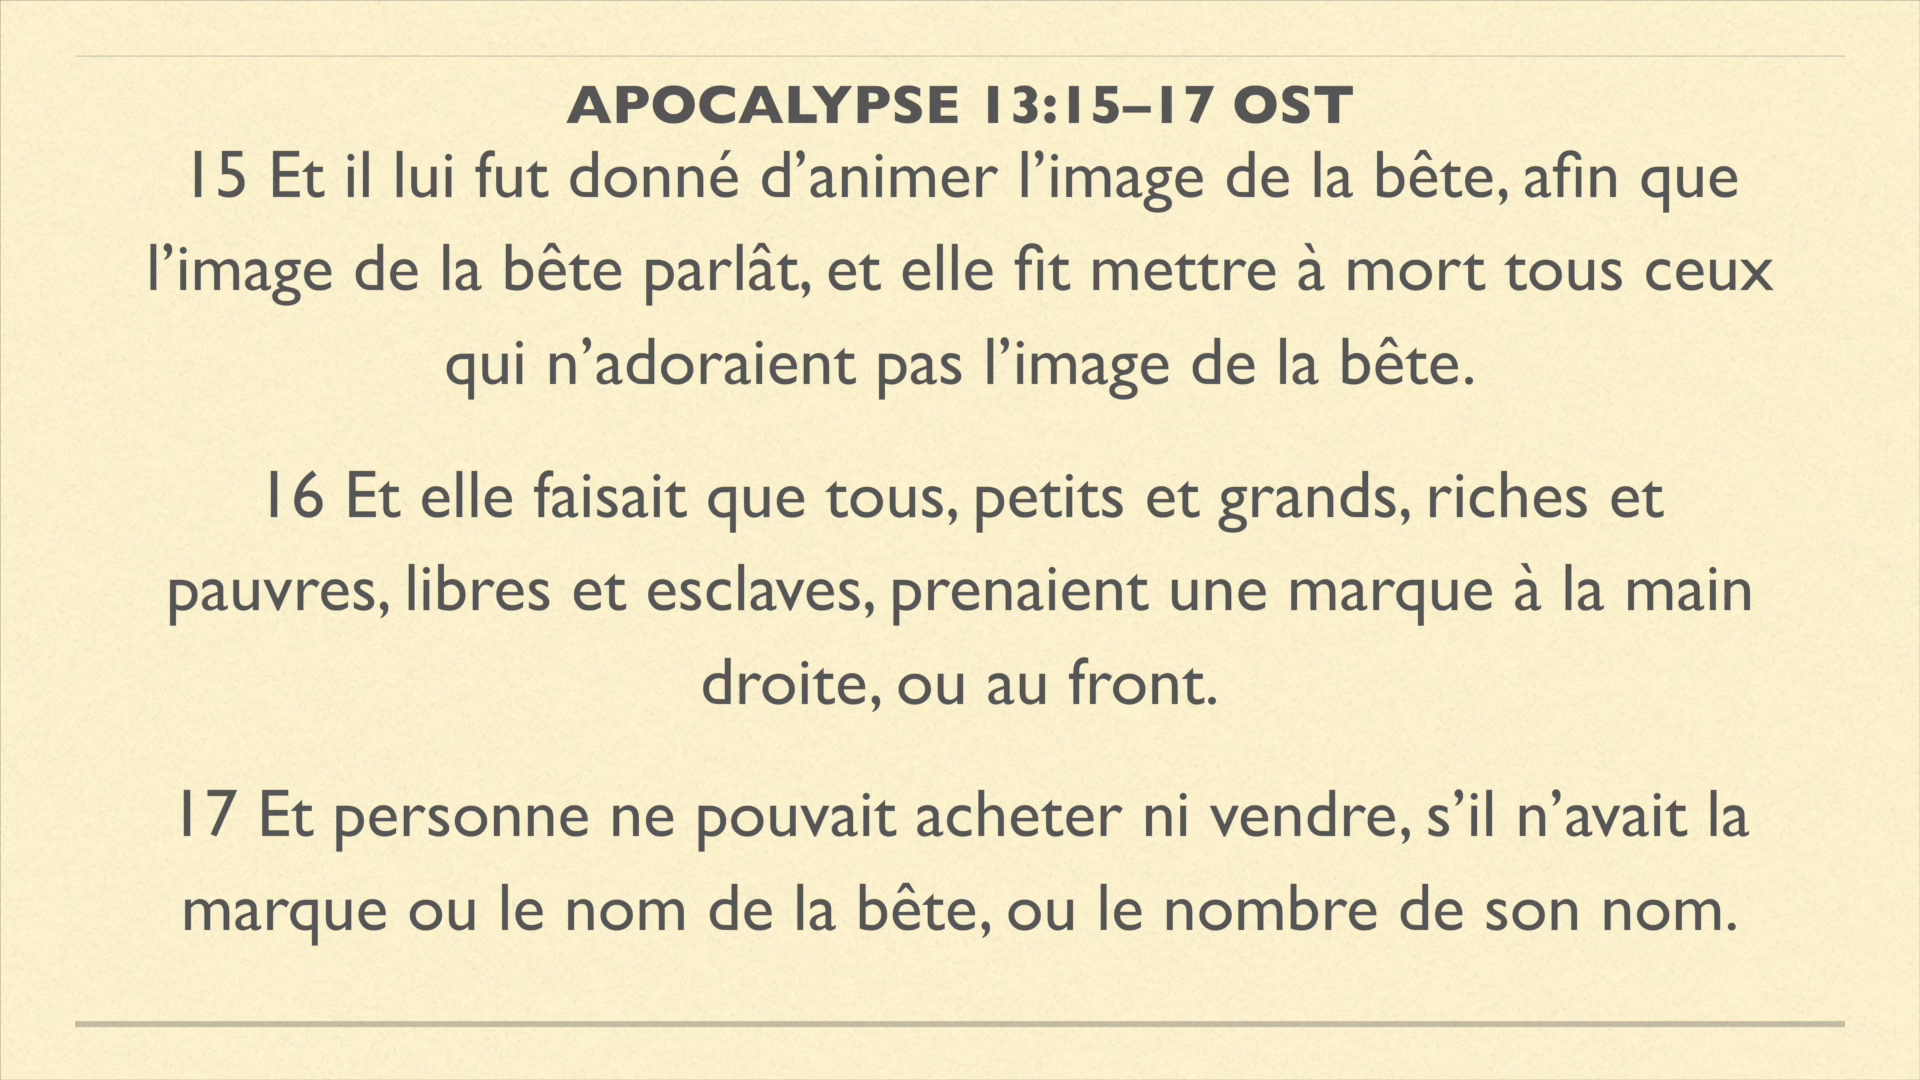 APOCALYPSE 13:15–17 OST
15 Et il lui fut donné d’animer l’image de la bête, afin que
l’image de la bête parlât, et elle fit mettre à mort tous ceux
qui n’adoraient pas l’image de la bête.
16 Et elle faisait que tous, petits et grands, riches et
pauvres, libres et esclaves, prenaient une marque à la main
droite, ou au front.
17 Et personne ne pouvait acheter ni vendre, s’il n’avait la
marque ou le nom de la bête, ou le nombre de son nom.